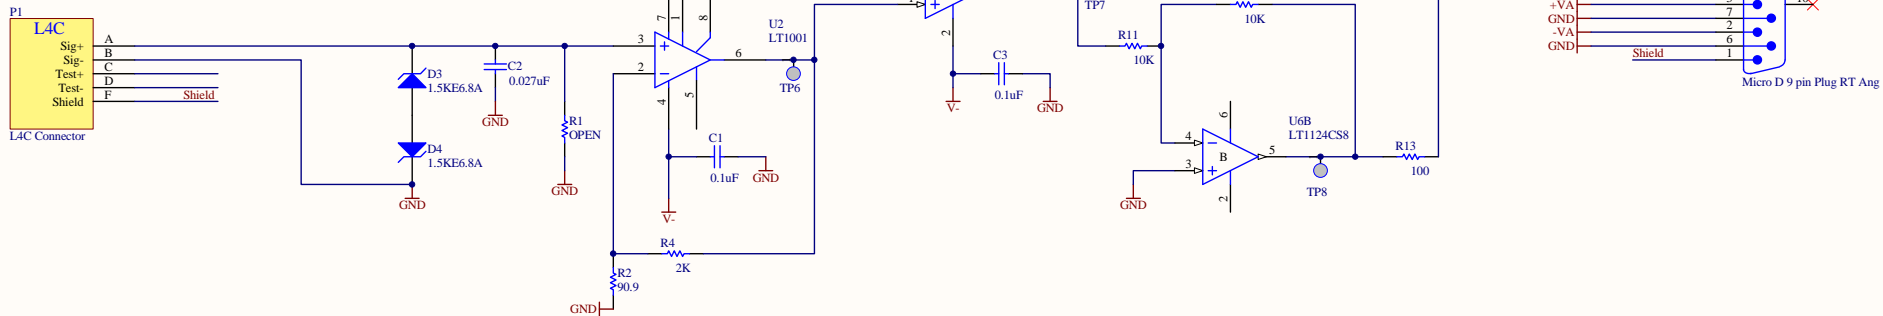 P1
L4C
Sig+
A
Sig-
B
Test+
C
Test-
D
Shield
F
Shield
L4C Connector
D3
1.5KE6.8A
D4
1.5KE6.8A
GND
C2
0.027uF
GND
R1
OPEN
GND
7
1
8
U2
LT1001
3
2
6
4
5
TP6
C1
0.1uF
GND
V-
R4
2K
R2
90.9
GND
2
C3
0.1uF
V-
GND
TP7
R11
10K
10K
6
U6B
LT1124CS8
4
3
B
5
2
GND
TP8
R13
100
+VA
GND
7
-VA
2
GND
6
Shield
1
Micro D 9 pin Plug RT Ang